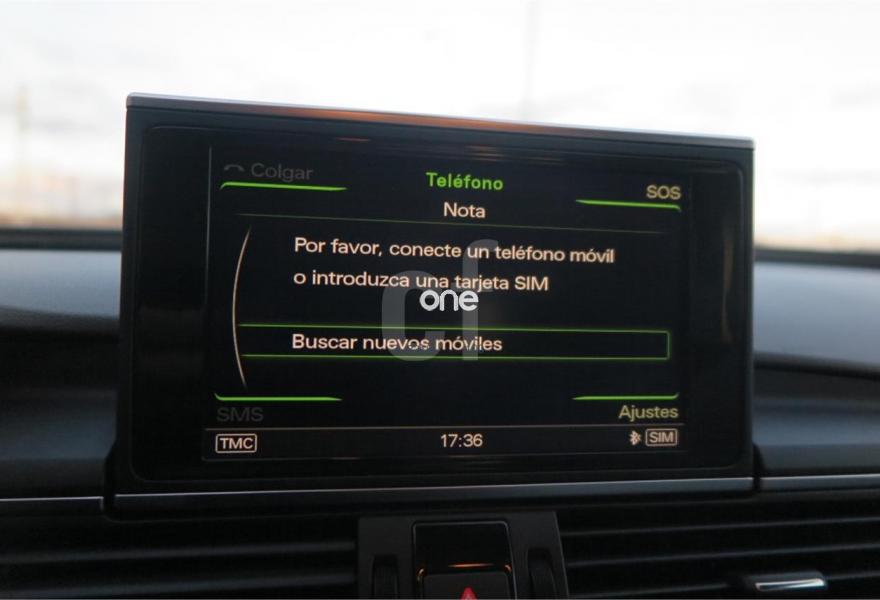 Colgar
Teléfono
SOS
Nota
Por favor, conecte un teléfono móvil
o introduzca una tarjeta SIM
cf
one
Buscar nuevos móviles
SMS
Ajustes
TMC
17:36
SIM